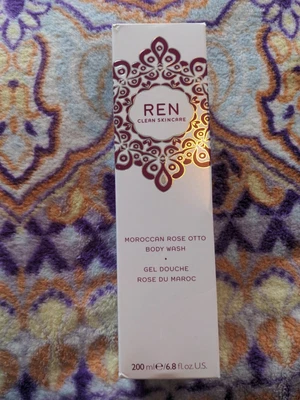 REN
CLEAN SKINCARE
MOROCCAN ROSE OTTO
BODY WASH
•
GEL DOUCHE
ROSE DU MAROC
200 ml℮/6.8 fl.oz.US.